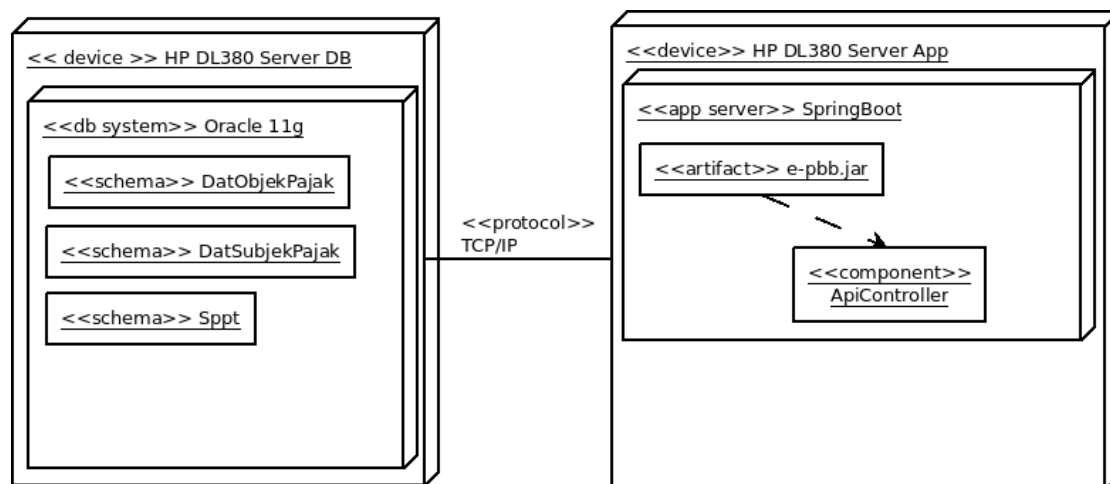 << device >> HP DL380 Server DB
<<db system>> Oracle 11g
<<schema>> DatObjekPajak
<<schema>> DatSubjekPajak
<<schema>> Sppt
<<protocol>>
TCP/IP
<<device>> HP DL380 Server App
<<app server>> SpringBoot
<<artifact>> e-pbb.jar
<<component>>
ApiController